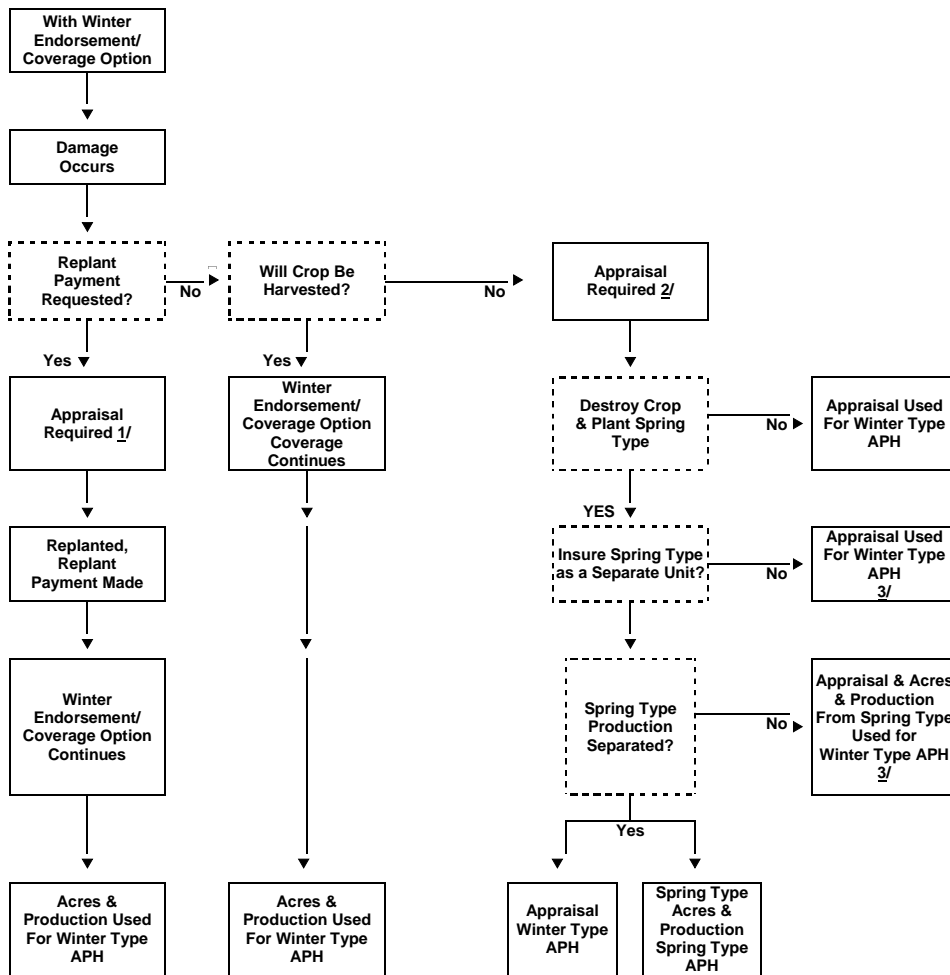 With Winter
Endorsement/
Coverage Option
Damage
Occurs
Replant
Payment
Requested?
No
Will Crop Be
Harvested?
No
Appraisal
Required 2/
Yes
Yes
Appraisal
Required 1/
Winter
Endorsement/
Coverage Option
Coverage
Continues
Destroy Crop
& Plant Spring
Type
No
Appraisal Used
For Winter Type
APH
YES
Replanted,
Replant
Payment Made
Insure Spring Type
as a Separate Unit?
No
Appraisal Used
For Winter Type
APH
3/
Winter
Endorsement/
Coverage Option
Continues
Spring Type
Production
Separated?
No
Appraisal & Acres
& Production
From Spring Type
Used for
Winter Type APH
3/
Yes
Acres &
Production Used
For Winter Type
APH
Acres &
Production Used
For Winter Type
APH
Appraisal
Winter Type
APH
Spring Type
Acres &
Production
Spring Type
APH